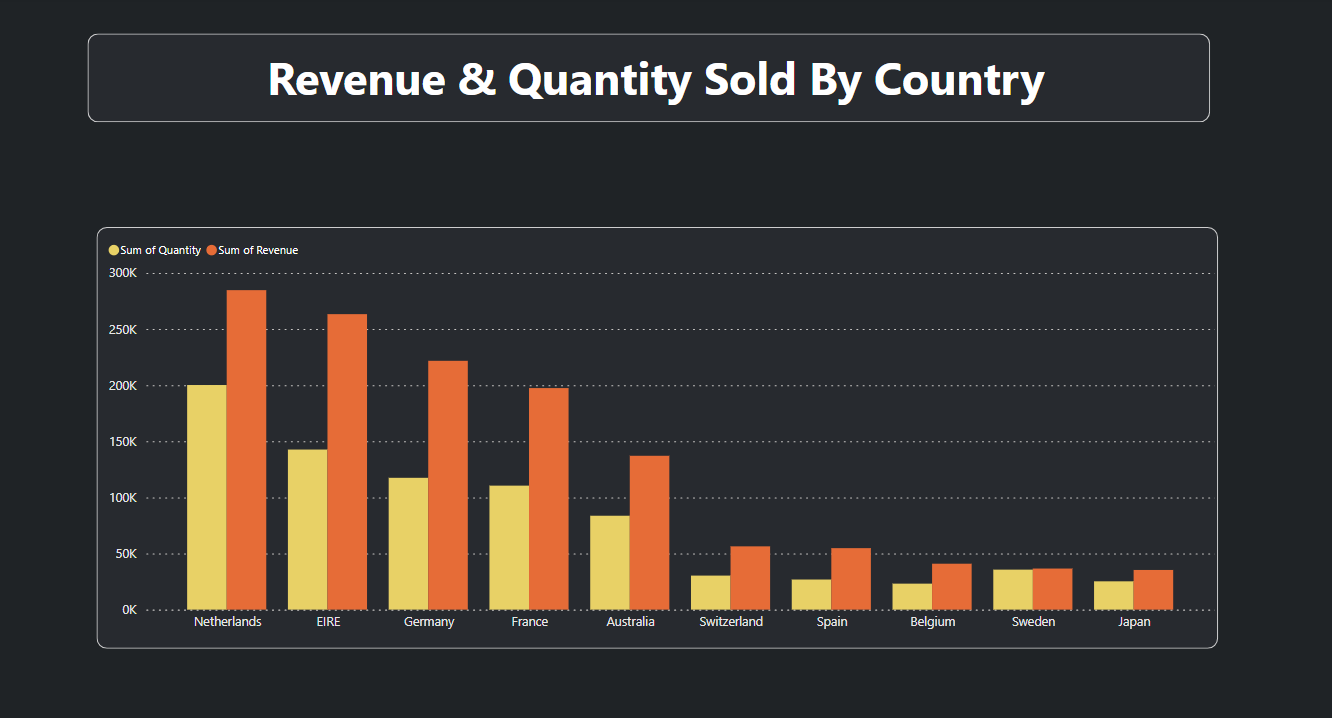 Revenue & Quantity Sold By Country
Sum of Quantity Sum of Revenue
300K
250K
200K
150K
100K
50K
0K
Netherlands EIRE Germany France Australia Switzerland Spain Belgium Sweden Japan